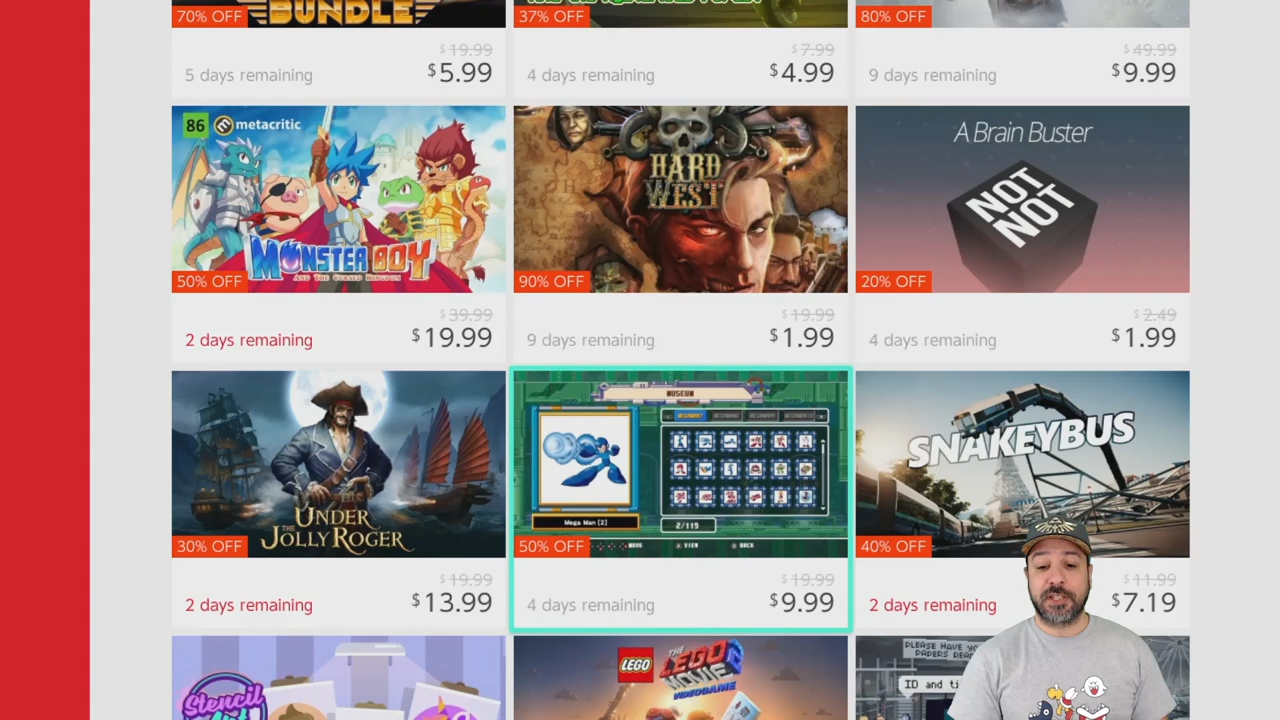 70% OFF
BUNDLE
37% OFF
80% OFF
5 days remaining
$19.99
$5.99
4 days remaining
$7.99
$4.99
9 days remaining
$49.99
$9.99
86 metacritic
MONSTER BOY
AND THE CURSED KINGDOM
50% OFF
HARD
WEST
90% OFF
A Brain Buster
NOT
NOT
20% OFF
2 days remaining
$39.99
$19.99
9 days remaining
$19.99
$1.99
4 days remaining
$2.49
$1.99
UNDER
THE
JOLLY ROGER
30% OFF
MUSEUM
Mega Man [2]
2/119
MOVE
VIEW
BACK
50% OFF
SNAKEYBUS
40% OFF
2 days remaining
$19.99
$13.99
4 days remaining
$19.99
$9.99
2 days remaining
$11.99
$7.19
Stencil
Art
LEGO
THE
LEGO
MOVIE 2
VIDEOGAME
PLEASE HAVE
PAPERS
ID and